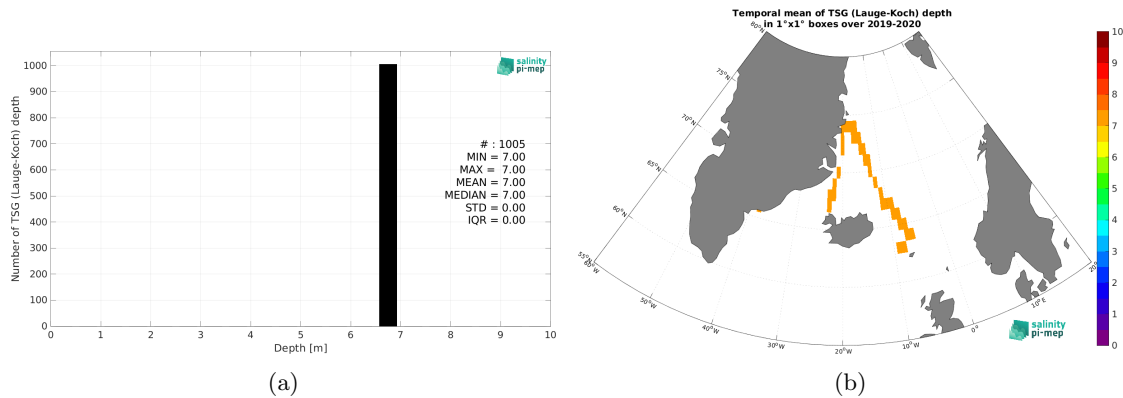 1000
900
800
700
600
500
400
300
200
100
0
Number of TSG (Lauge-Koch) depth
salinity
pi-mep
# : 1005
MIN = 7.00
MAX = 7.00
MEAN = 7.00
MEDIAN = 7.00
STD = 0.00
IQR = 0.00
0 1 2 3 4 5 6 7 8 9 10
Depth [m]
(a)
Temporal mean of TSG (Lauge-Koch) depth
in 1°x1° boxes over 2019-2020
80°N
75°N
70°N
65°N
60°N
55°N
60°W
50°W
40°W
30°W
20°W
10°W
0°
10°E
20°
10
9
8
7
6
5
4
3
2
1
0
salinity
pi-mep
(b)